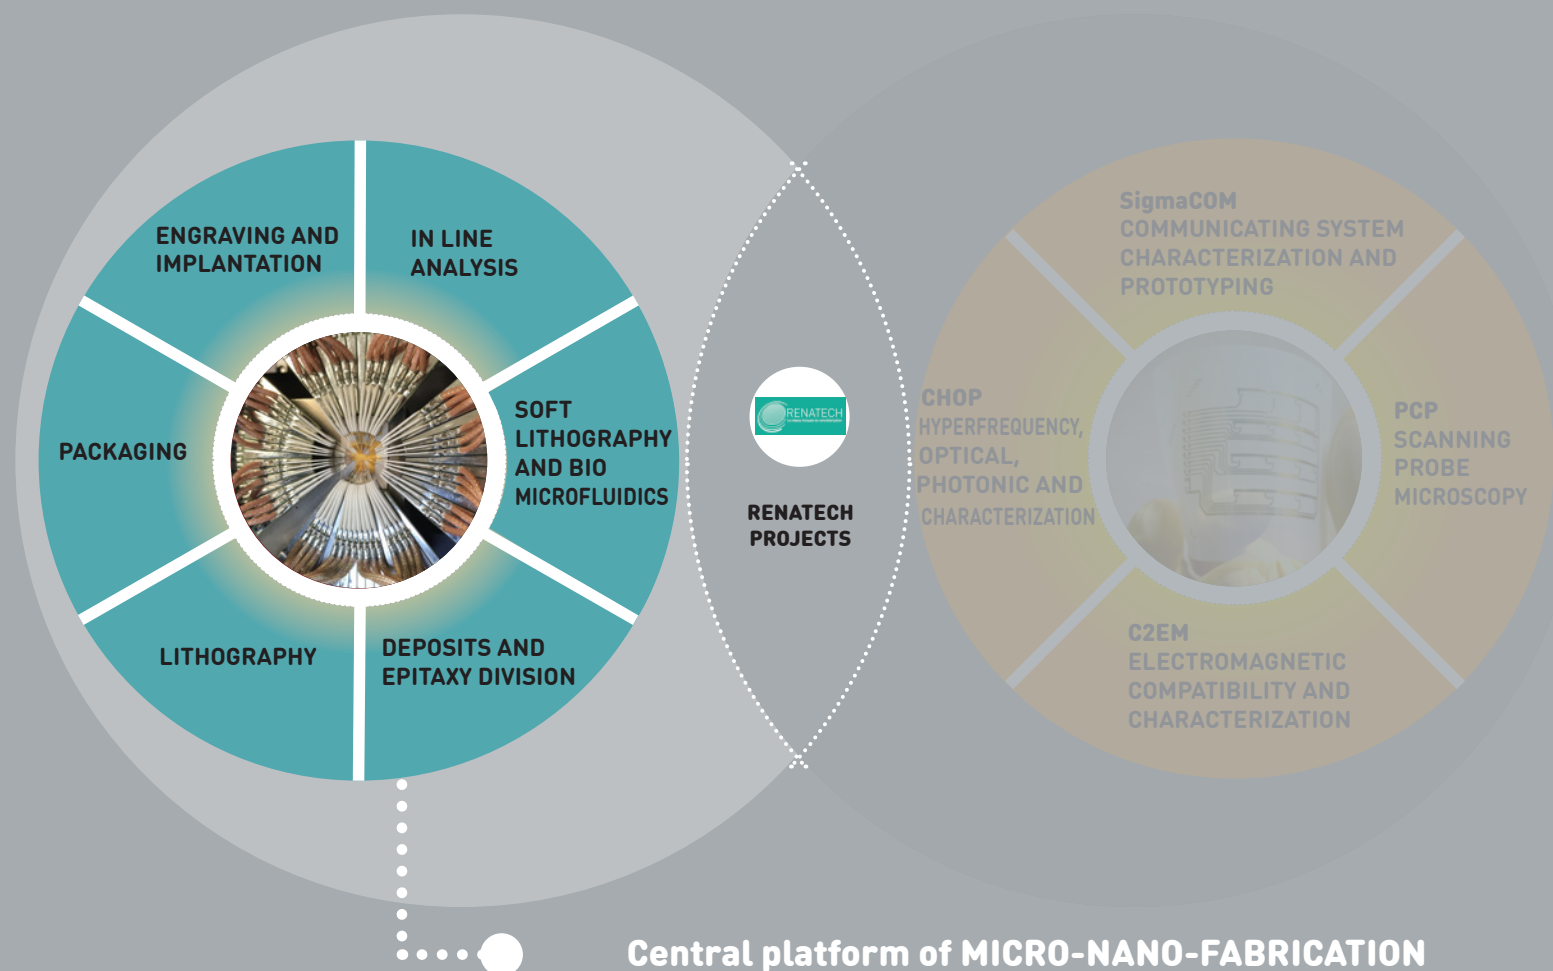 ENGRAVING AND
IMPLANTATION
IN LINE
ANALYSIS
PACKAGING
SOFT
LITHOGRAPHY
AND BIO
MICROFLUIDICS
LITHOGRAPHY
DEPOSITS AND
EPITAXY DIVISION
RENATECH
RENATECH
PROJECTS
SigmaCOM
COMMUNICATING SYSTEM
CHARACTERIZATION AND
PROTOTYPING
CHOP
HYPERFREQUENCY,
OPTICAL,
PHOTONIC AND
CHARACTERIZATION
PCP
SCANNING
PROBE
MICROSCOPY
C2EM
ELECTROMAGNETIC
COMPATIBILITY AND
CHARACTERIZATION
Central platform of MICRO-NANO-FABRICATION